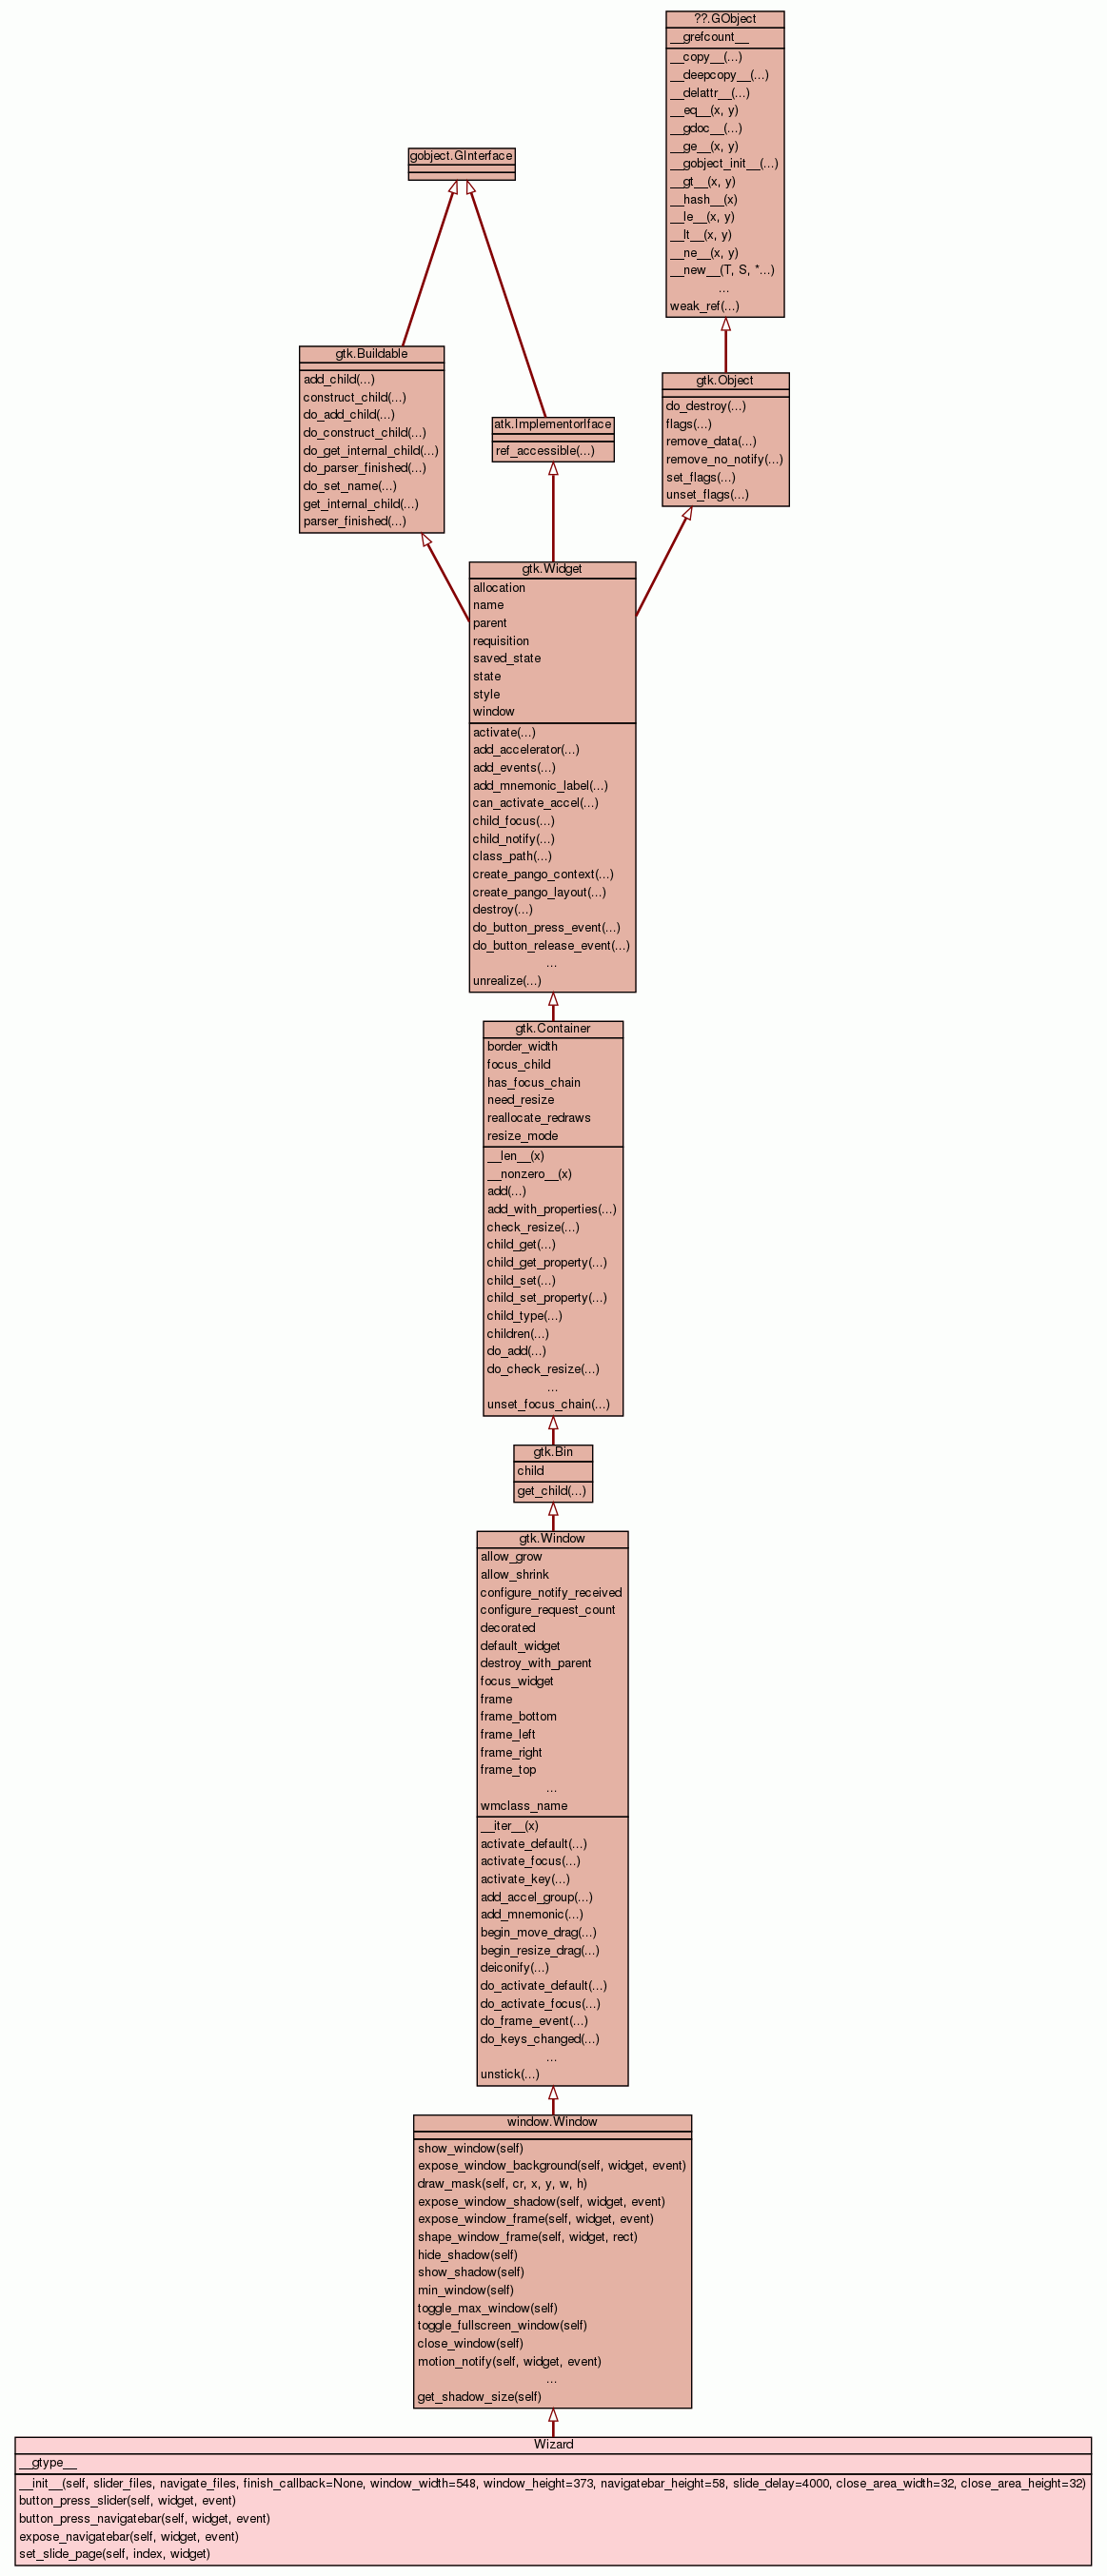 ??.GObject
__grefcount__
__copy__(...)
__deepcopy__(...)
__delattr__(...)
__eq__(x, y)
__gdoc__(...)
__ge__(x, y)
__gobject_init__(...)
__gt__(x, y)
__hash__(x)
__le__(x, y)
__lt__(x, y)
__ne__(x, y)
__new__(T, S, *...)
...
weak_ref(...)
gobject.GInterface
gtk.Buildable
add_child(...)
construct_child(...)
do_add_child(...)
do_construct_child(...)
do_get_internal_child(...)
do_parser_finished(...)
do_set_name(...)
get_internal_child(...)
parser_finished(...)
atk.ImplementorIface
ref_accessible(...)
gtk.Object
do_destroy(...)
flags(...)
remove_data(...)
remove_no_notify(...)
set_flags(...)
unset_flags(...)
gtk.Widget
allocation
name
parent
requisition
saved_state
state
style
window
activate(...)
add_accelerator(...)
add_events(...)
add_mnemonic_label(...)
can_activate_accel(...)
child_focus(...)
child_notify(...)
class_path(...)
create_pango_context(...)
create_pango_layout(...)
destroy(...)
do_button_press_event(...)
do_button_release_event(...)
...
unrealize(...)
gtk.Container
border_width
focus_child
has_focus_chain
need_resize
reallocate_redraws
resize_mode
__len__(x)
__nonzero__(x)
add(...)
add_with_properties(...)
check_resize(...)
child_get(...)
child_get_property(...)
child_set(...)
child_set_property(...)
child_type(...)
children(...)
do_add(...)
do_check_resize(...)
...
unset_focus_chain(...)
gtk.Bin
child
get_child(...)
gtk.Window
allow_grow
allow_shrink
configure_notify_received
configure_request_count
decorated
default_widget
destroy_with_parent
focus_widget
frame
frame_bottom
frame_left
frame_right
frame_top
...
wmclass_name
__iter__(x)
activate_default(...)
activate_focus(...)
activate_key(...)
add_accel_group(...)
add_mnemonic(...)
begin_move_drag(...)
begin_resize_drag(...)
deiconify(...)
do_activate_default(...)
do_activate_focus(...)
do_frame_event(...)
do_keys_changed(...)
...
unstick(...)
window.Window
show_window(self)
expose_window_background(self, widget, event)
draw_mask(self, cr, x, y, w, h)
expose_window_shadow(self, widget, event)
expose_window_frame(self, widget, event)
shape_window_frame(self, widget, rect)
hide_shadow(self)
show_shadow(self)
min_window(self)
toggle_max_window(self)
toggle_fullscreen_window(self)
close_window(self)
motion_notify(self, widget, event)
...
get_shadow_size(self)
Wizard
__gtype__
__init__(self, slider_files, navigate_files, finish_callback=None, window_width=548, window_height=373, navigatebar_height=58, slide_delay=4000, close_area_width=32, close_area_height=32)
button_press_slider(self, widget, event)
button_press_navigatebar(self, widget, event)
expose_navigatebar(self, widget, event)
set_slide_page(self, index, widget)